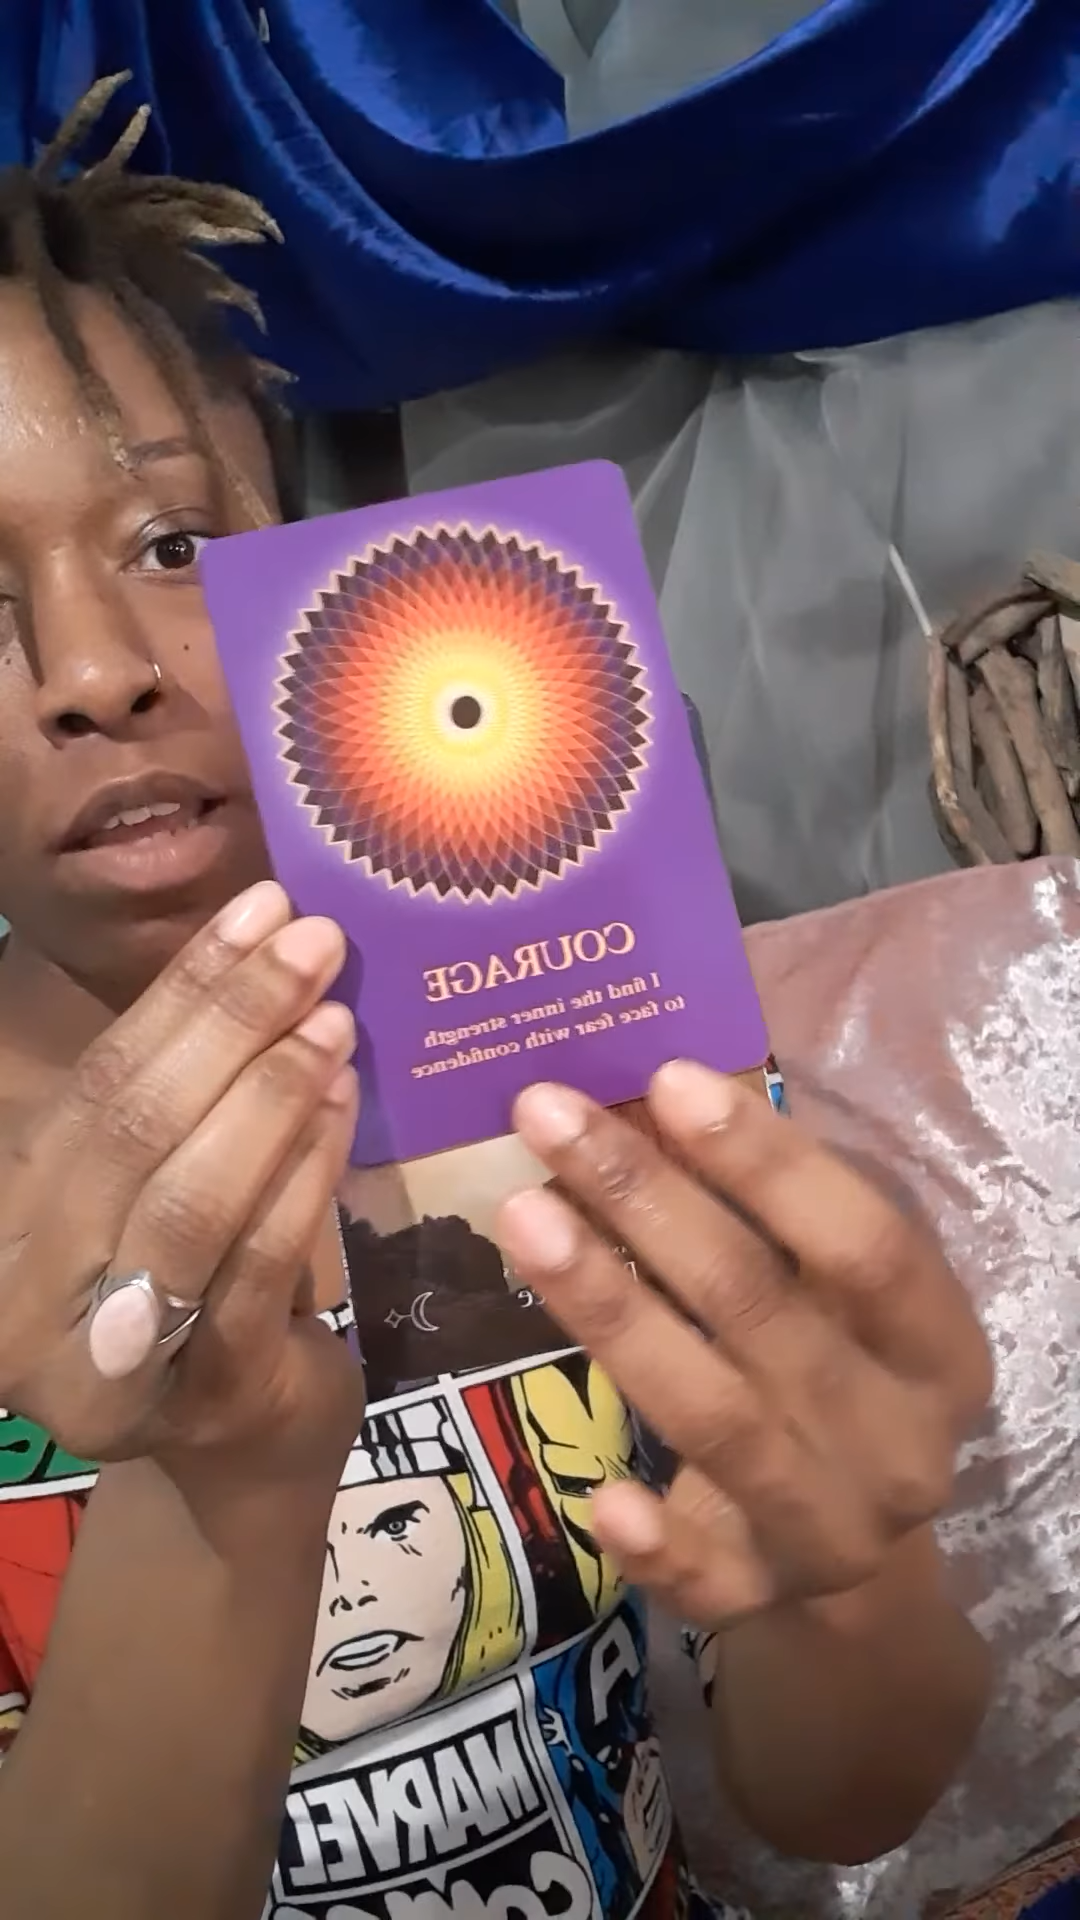 COURAGE
I find the inner strength
to face fear with confidence
MARVEL
A